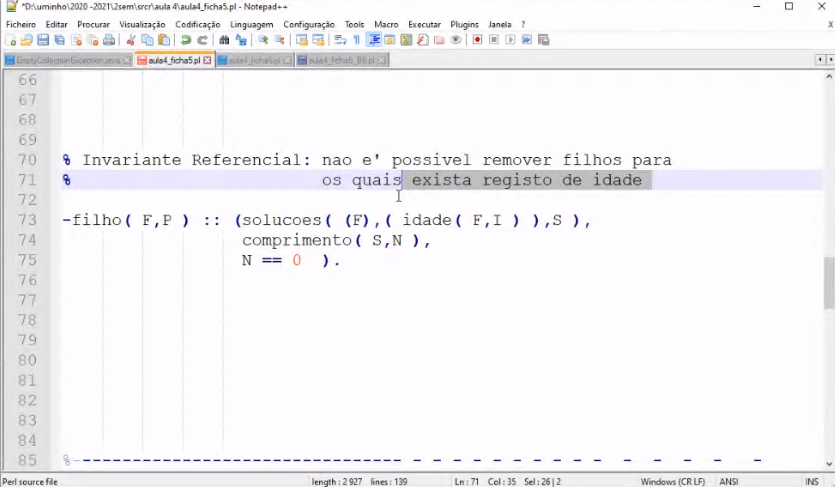 *D:\uminho\2020 -2021\2sem\srcr\aula 4\aula4_ficha5.pl - Notepad++
Ficheiro Editar Procurar Visualização Codificação Linguagem Configuração Tools Macro Executar Plugins Janela ?
EmptyCollectionException.java aula4_ficha5.pl aula4_ficha6.pl aula4_ficha5_BB.pl
66
67
68
69
70 % Invariante Referencial: nao e' possivel remover filhos para
71 % os quais exista registo de idade
72
73 -filho( F,P ) :: (solucoes( (F),( idade( F,I ) ),S ),
74 comprimento( S,N ),
75 N == 0 ).
76
77
78
79
80
81
82
83
84
85 %-------------------------------- - - - - - - - - - - - - - -
Perl source file length : 2 927 lines : 139 Ln : 71 Col : 35 Sel : 26 | 2 Windows (CR LF) ANSI INS